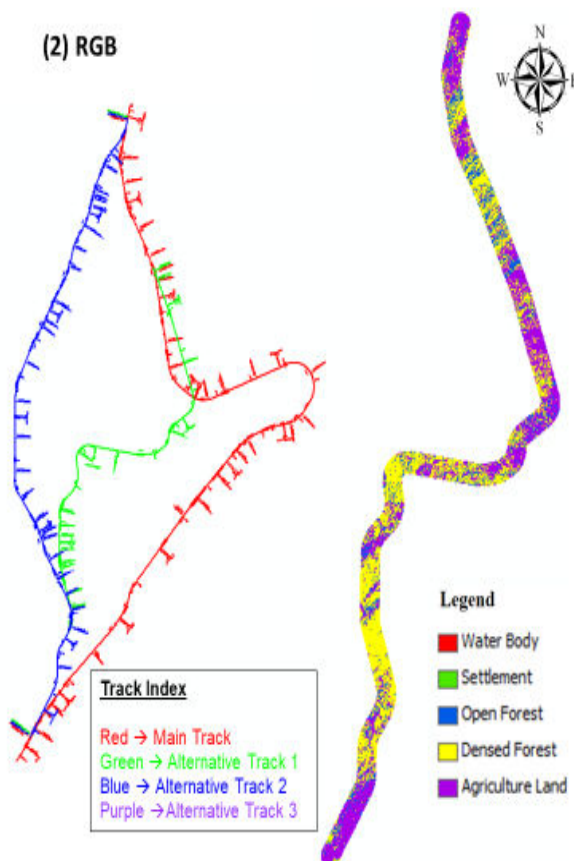 (2) RGB
N
W
E
S
Track Index
Red → Main Track
Green → Alternative Track 1
Blue → Alternative Track 2
Purple → Alternative Track 3
Legend
Water Body
Settlement
Open Forest
Densed Forest
Agriculture Land